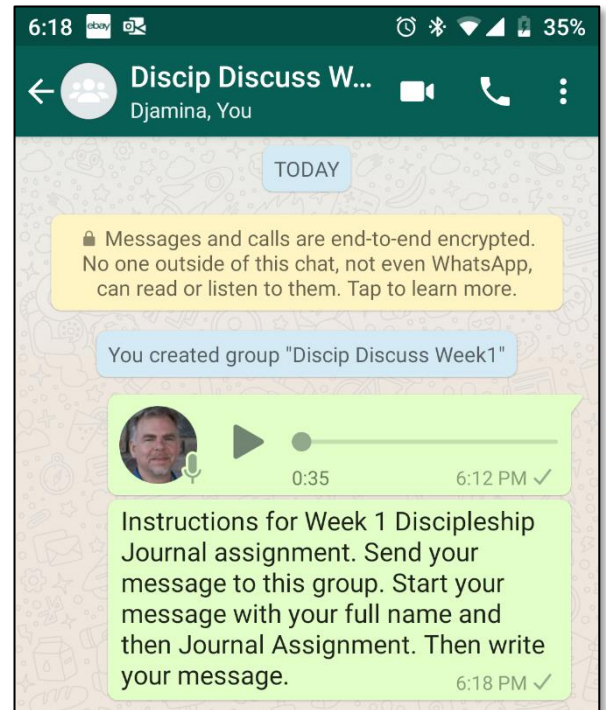 6:18 ebay 35%
Discip Discuss W...
Djamina, You
TODAY
Messages and calls are end-to-end encrypted.
No one outside of this chat, not even WhatsApp,
can read or listen to them. Tap to learn more.
You created group "Discip Discuss Week1"
0:35 6:12 PM
Instructions for Week 1 Discipleship
Journal assignment. Send your
message to this group. Start your
message with your full name and
then Journal Assignment. Then write
your message.
6:18 PM